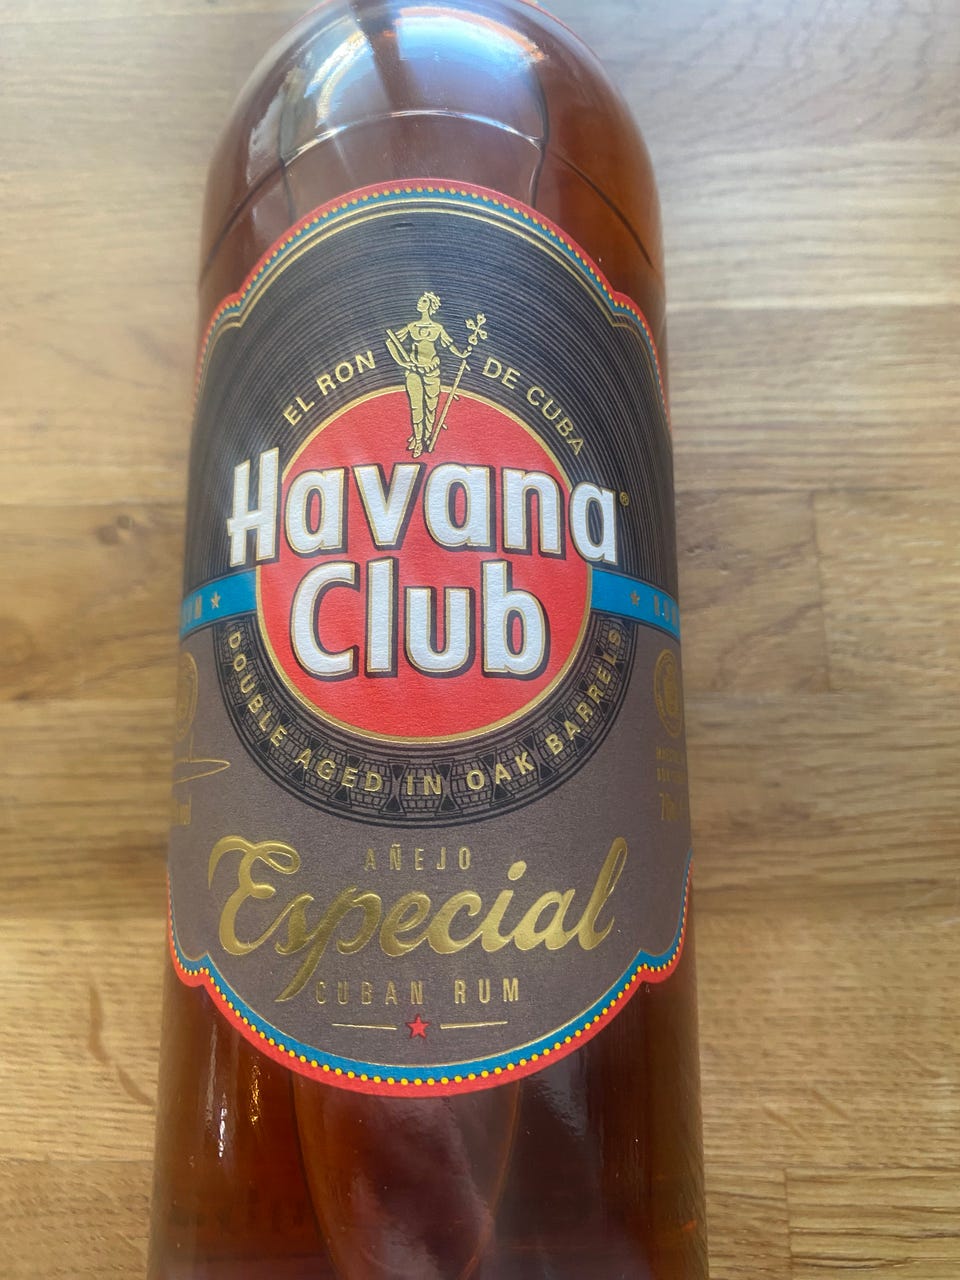 EL RON DE CUBA
Havana®
Club
DOUBLE AGED IN OAK BARRELS
AÑEJO
Especial
CUBAN RUM